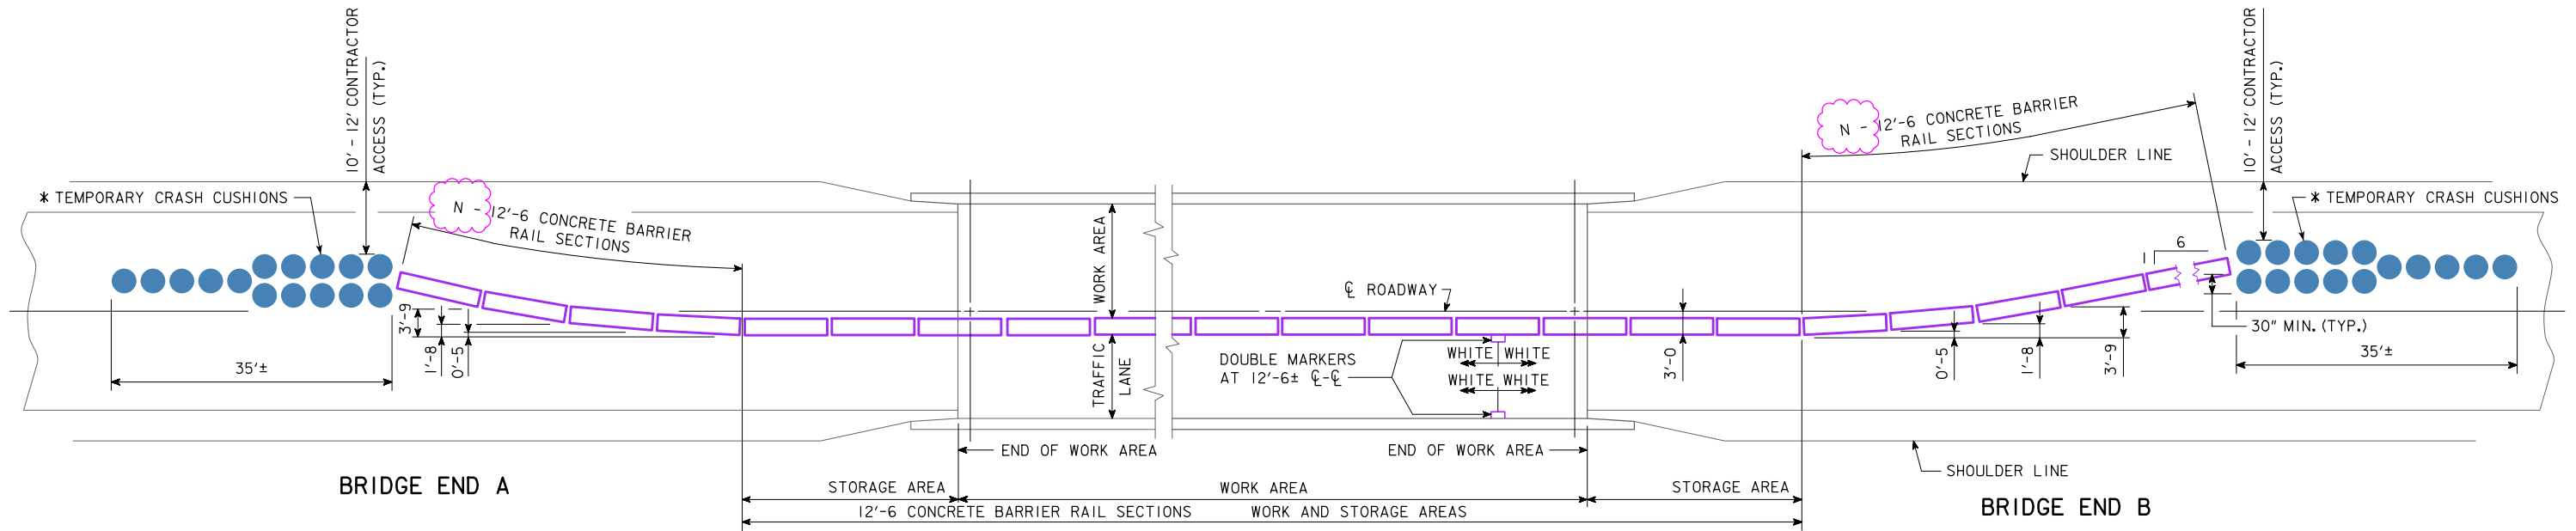 10' - 12' CONTRACTOR
ACCESS (TYP.)
* TEMPORARY CRASH CUSHIONS
N - 12'-6 CONCRETE BARRIER
RAIL SECTIONS
3'-9
1'-8
0'-5
35'±
BRIDGE END A
WORK AREA
TRAFFIC
LANE
℄ ROADWAY
DOUBLE MARKERS
AT 12'-6± ℄-℄
WHITE WHITE
WHITE WHITE
3'-0
END OF WORK AREA
END OF WORK AREA
STORAGE AREA
WORK AREA
STORAGE AREA
12'-6 CONCRETE BARRIER RAIL SECTIONS WORK AND STORAGE AREAS
N - 12'-6 CONCRETE BARRIER
RAIL SECTIONS
SHOULDER LINE
10' - 12' CONTRACTOR
ACCESS (TYP.)
* TEMPORARY CRASH CUSHIONS
6
1
30" MIN. (TYP.)
0'-5
1'-8
3'-9
35'±
SHOULDER LINE
BRIDGE END B